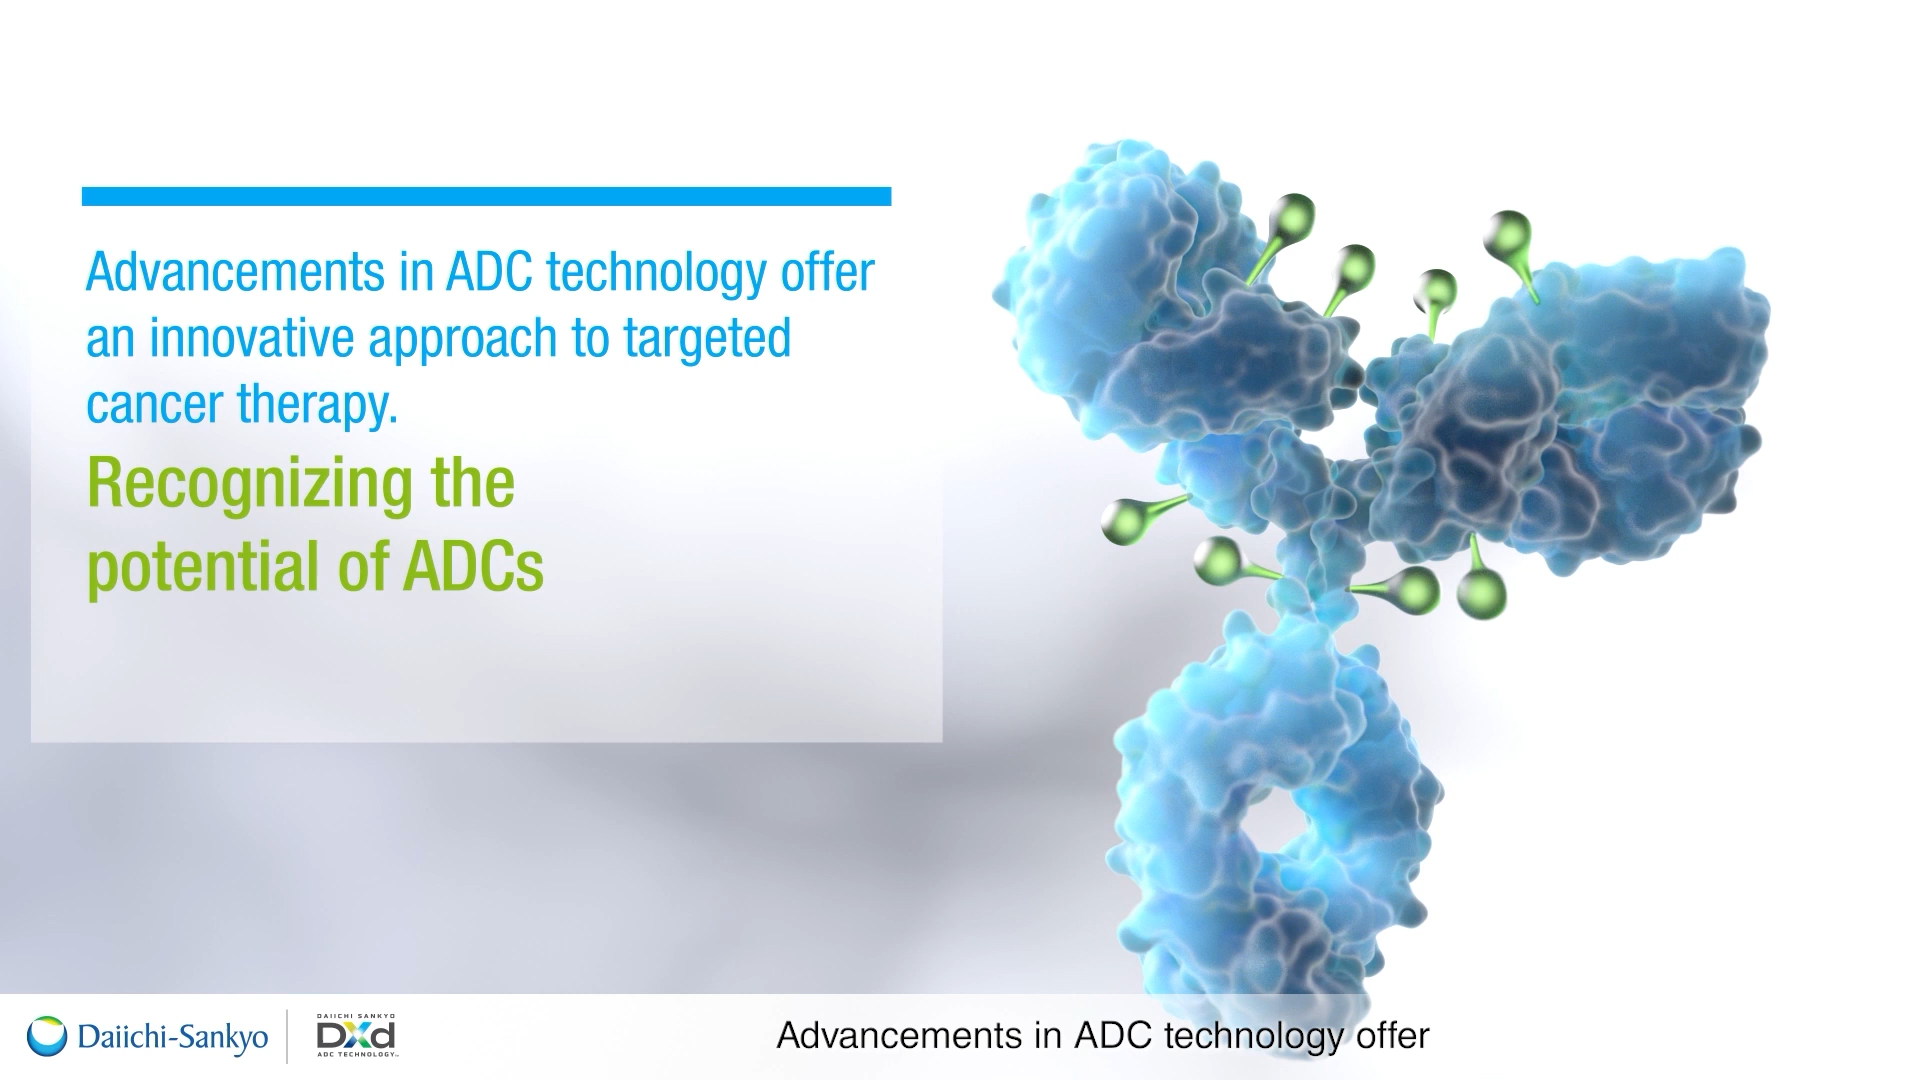 Advancements in ADC technology offer
an innovative approach to targeted
cancer therapy.
Recognizing the
potential of ADCs
Daiichi-Sankyo
DAIICHI SANKYO
DXd
ADC TECHNOLOGY™
Advancements in ADC technology offer